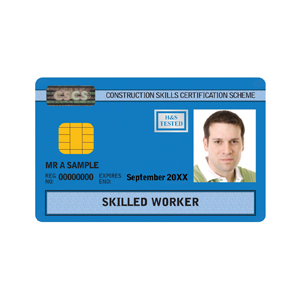 CSCS
CONSTRUCTION SKILLS CERTIFICATION SCHEME
H&S
TESTED
MR A SAMPLE
REG NO: 00000000 EXPIRES END: September 20XX
SKILLED WORKER